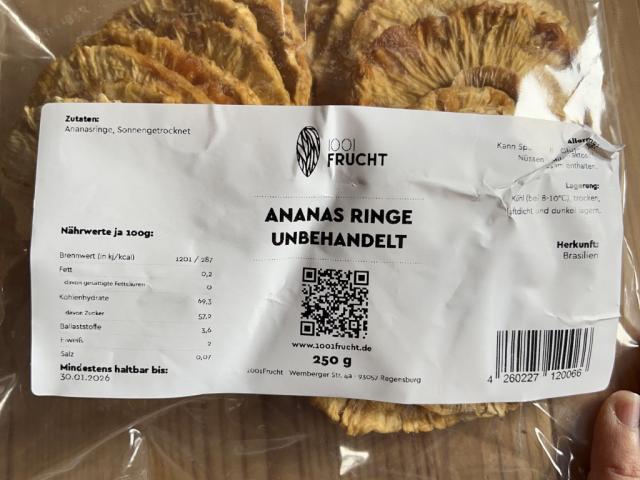 Zutaten:
Ananasringe, Sonnengetrocknet
1001
FRUCHT
Kann
Nüssen
enthalten.
Lagerung:
Kühl (bei 8-10°C), trocken,
luftdicht und dunkel lagern.
ANANAS RINGE
UNBEHANDELT
Herkunft:
Brasilien
Nährwerte je 100g:
Brennwert (in kj/kcal) 1201 / 287
Fett 0,2
davon gesättigte Fettsäuren 0
Kohlenhydrate 69,3
davon Zucker 57,2
Ballaststoffe 3,6
Eiweiß 2
Salz 0,07
Mindestens haltbar bis:
30.01.2026
www.1001frucht.de
250 g
1001Frucht Wernberger Str. 4a - 93057 Regensburg
4 260227 120066